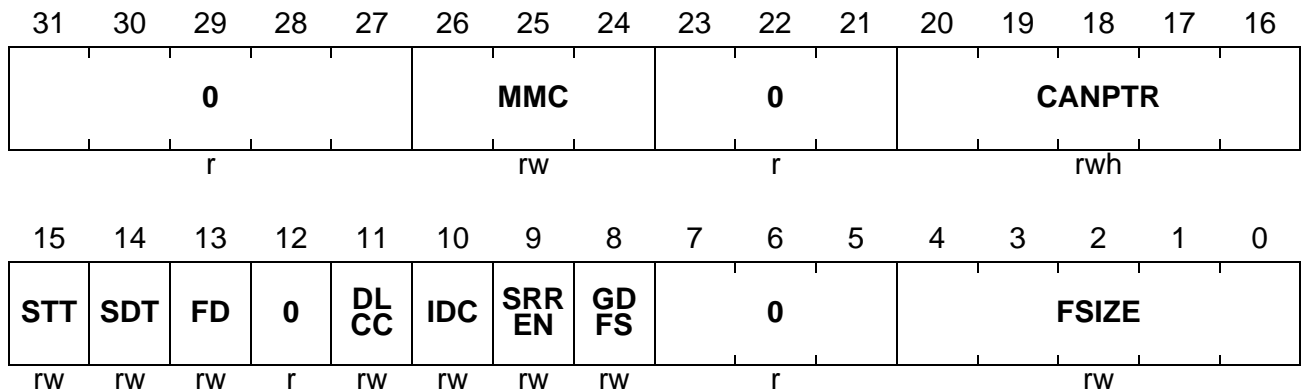 31 30 29 28 27 26 25 24 23 22 21 20 19 18 17 16
0 MMC 0 CANPTR
r rw r rwh
15 14 13 12 11 10 9 8 7 6 5 4 3 2 1 0
STT SDT FD 0 DL CC IDC SRR EN GD FS 0 FSIZE
rw rw rw r rw rw rw rw r rw